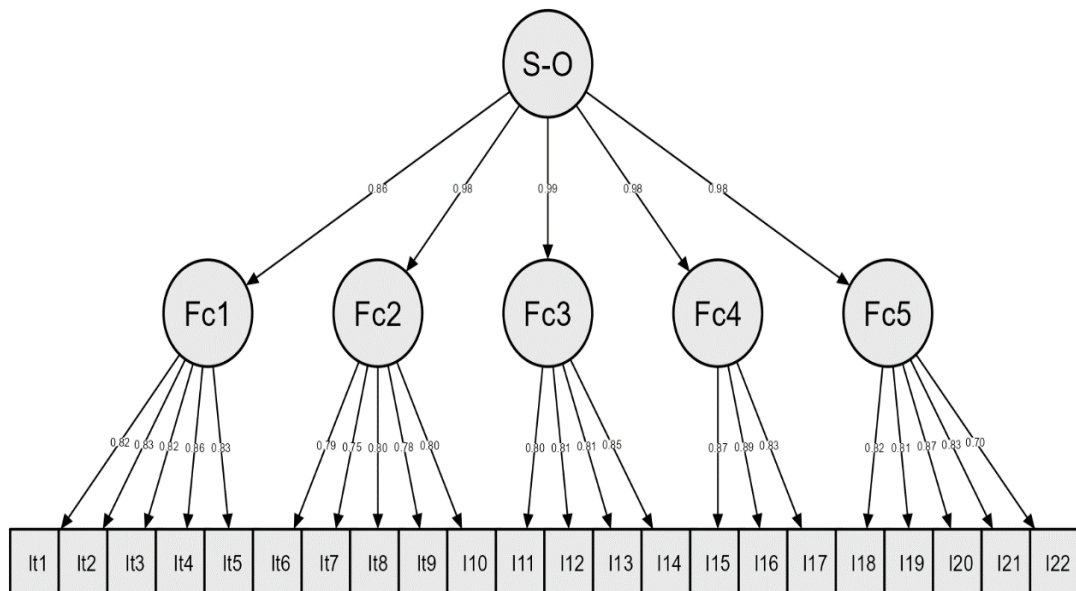 S-O
0.86 0.98 0.99 0.98 0.98
Fc1 Fc2 Fc3 Fc4 Fc5
0.82 0.83 0.82 0.86 0.83 0.79 0.75 0.80 0.78 0.80 0.80 0.81 0.81 0.85 0.87 0.89 0.83 0.82 0.81 0.87 0.83 0.70
It1 It2 It3 It4 It5 It6 It7 It8 It9 I10 I11 I12 I13 I14 I15 I16 I17 I18 I19 I20 I21 I22